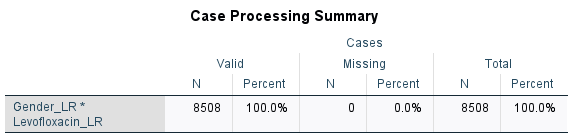 Case Processing Summary
Cases
Valid Missing Total
N Percent N Percent N Percent
Gender_LR * 8508 100.0% 0 0.0% 8508 100.0%
Levofloxacin_LR